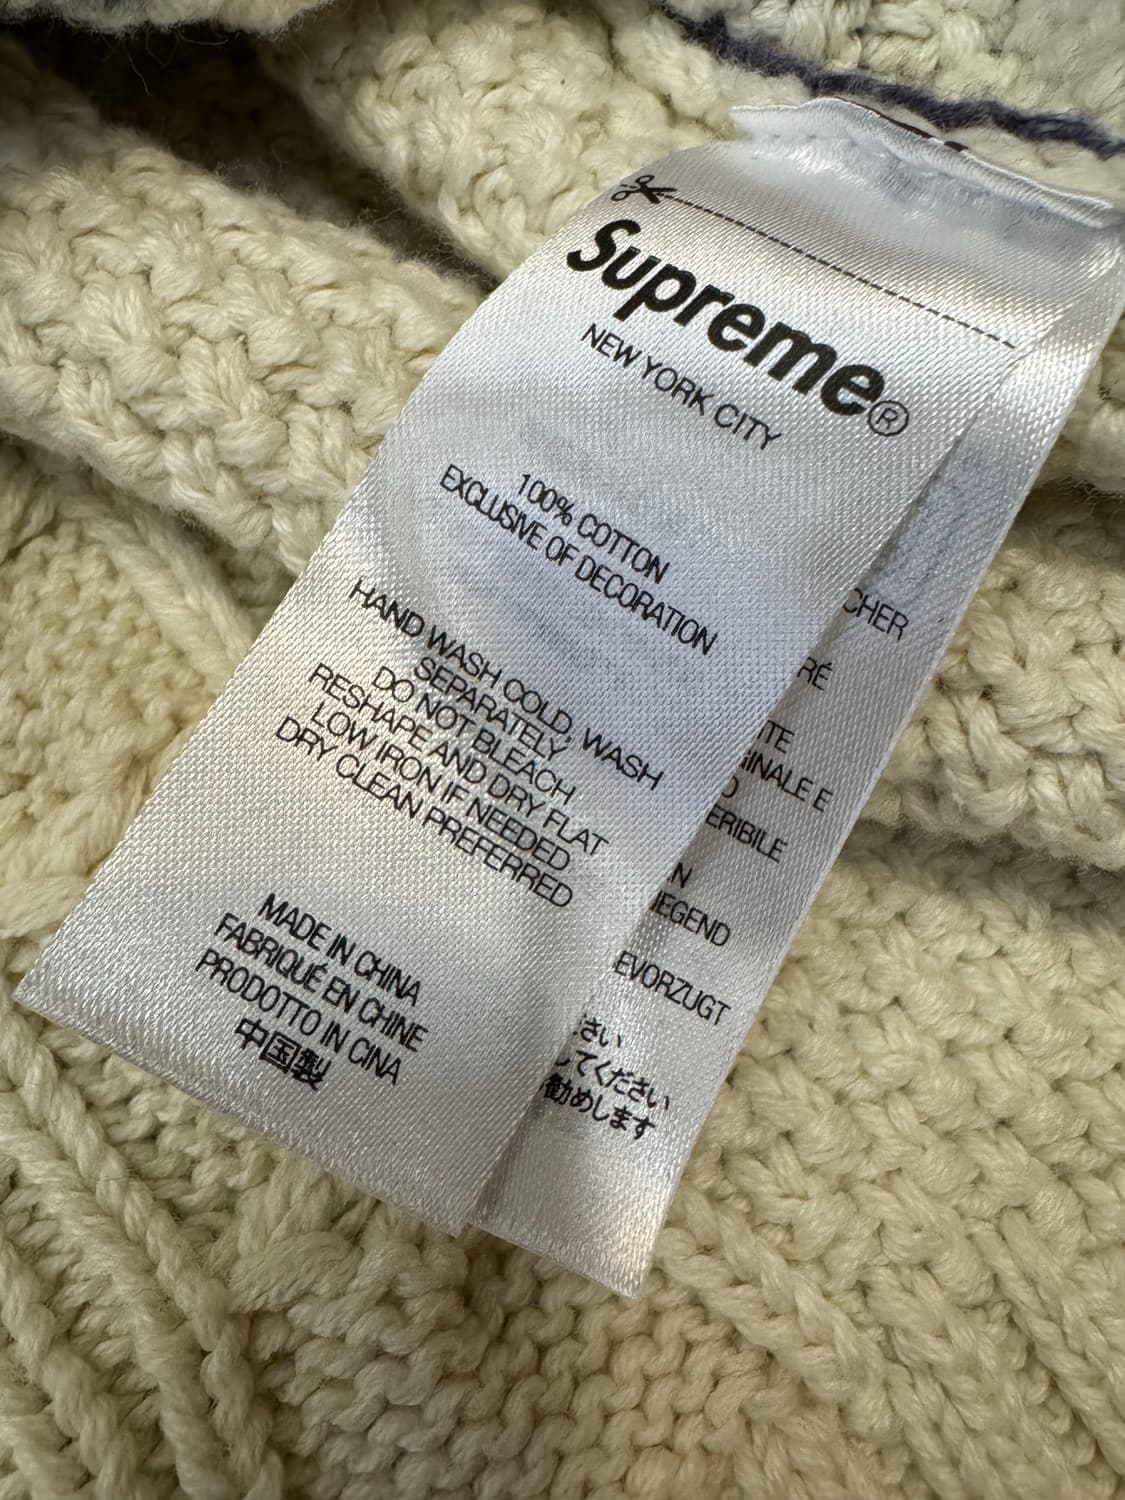 Supreme®
NEW YORK CITY
100% COTTON
EXCLUSIVE OF DECORATION
HAND WASH COLD, WASH
SEPARATELY
DO NOT BLEACH
RESHAPE AND DRY FLAT
LOW IRON IF NEEDED
DRY CLEAN PREFERRED
MADE IN CHINA
FABRIQUÉ EN CHINE
PRODOTTO IN CINA
中国製
CHER
RÉ
ITE
GINALE E
O
ERIBILE
N
IEGEND
EVORZUGT
さい
してください
勧めします